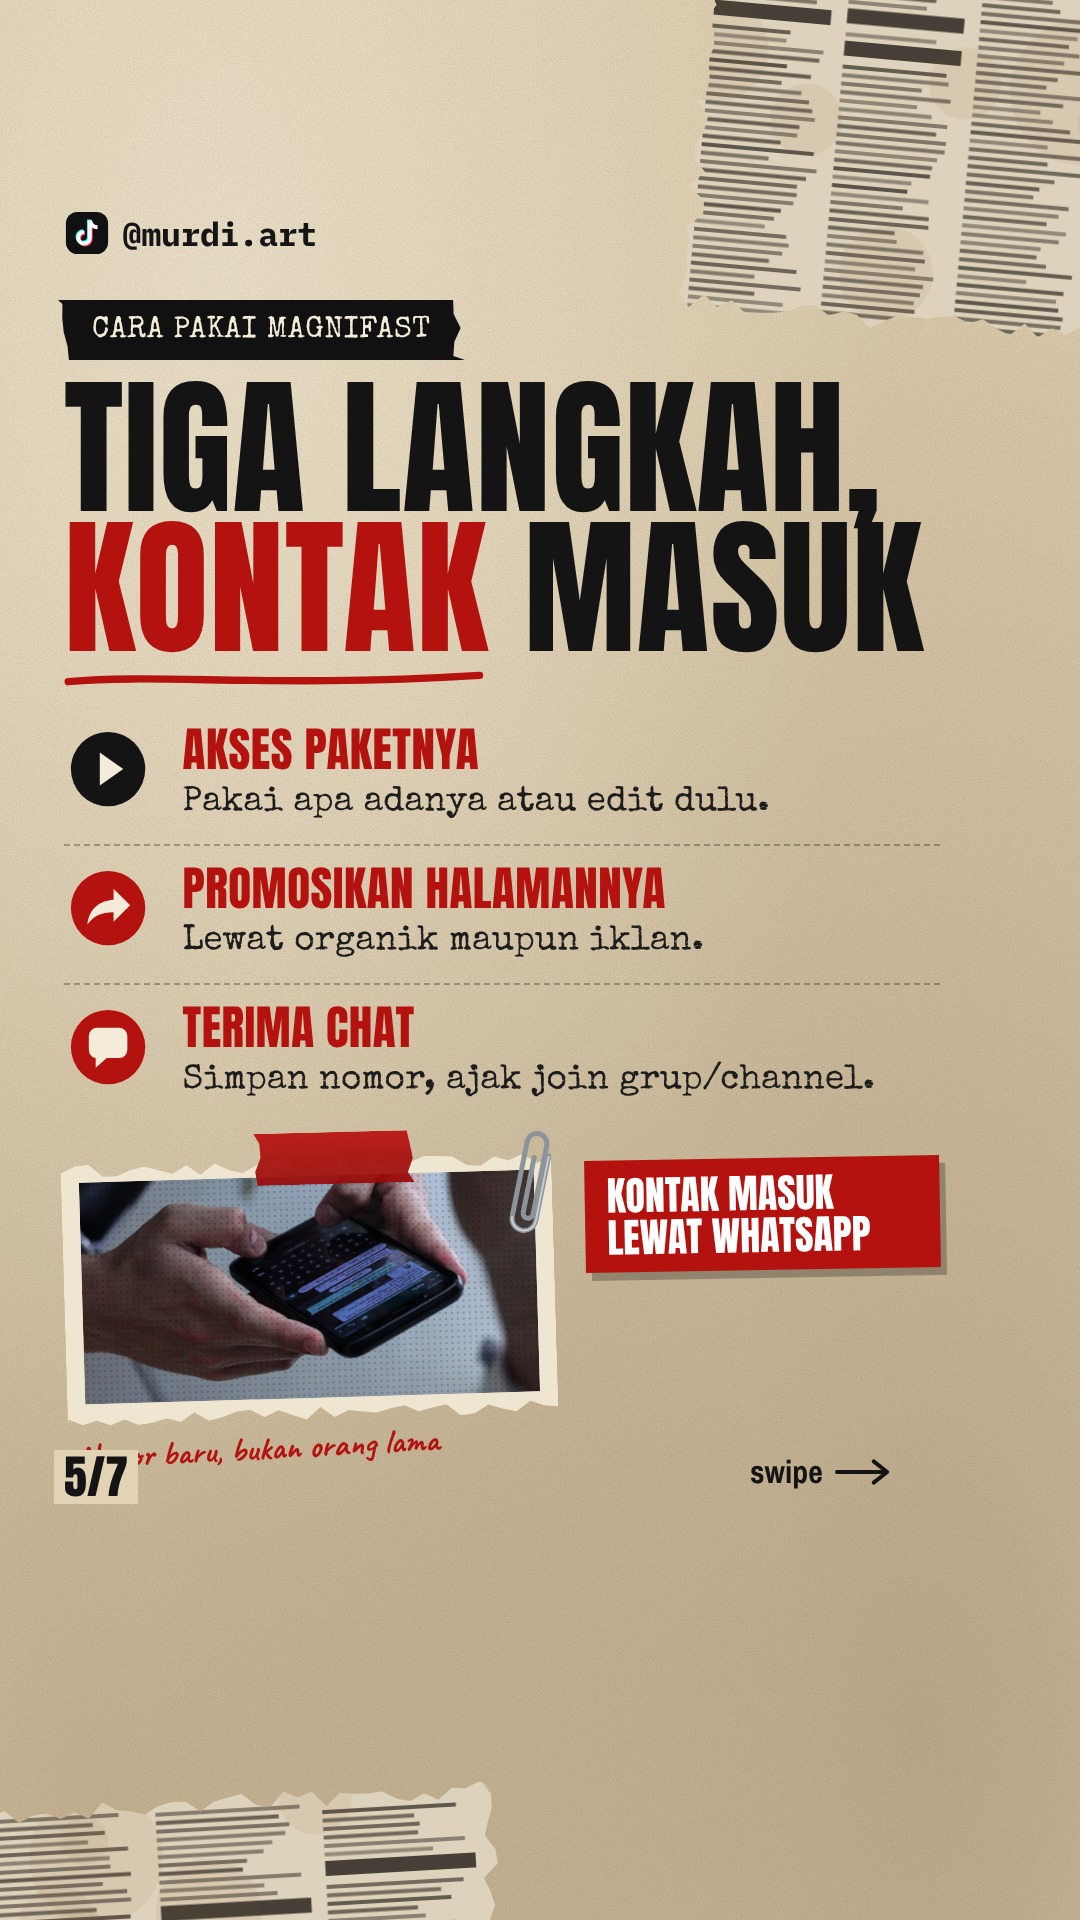 @murdi.art
CARA PAKAI MAGNIFAST
TIGA LANGKAH,
KONTAK MASUK
AKSES PAKETNYA
Pakai apa adanya atau edit dulu.
PROMOSIKAN HALAMANNYA
Lewat organik maupun iklan.
TERIMA CHAT
Simpan nomor, ajak join grup/channel.
KONTAK MASUK
LEWAT WHATSAPP
baru, bukan orang lama
5/7
swipe